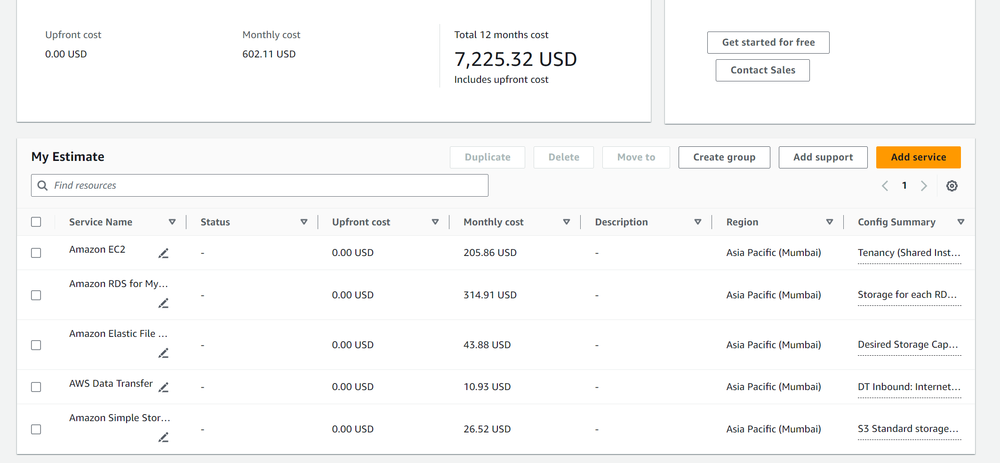 Upfront cost
0.00 USD
Monthly cost
602.11 USD
Total 12 months cost
7,225.32 USD
Includes upfront cost
Get started for free
Contact Sales
My Estimate
Duplicate Delete Move to Create group Add support Add service
Find resources
1
Service Name Status Upfront cost Monthly cost Description Region Config Summary
Amazon EC2 - 0.00 USD 205.86 USD - Asia Pacific (Mumbai) Tenancy (Shared Inst...
Amazon RDS for My... - 0.00 USD 314.91 USD - Asia Pacific (Mumbai) Storage for each RD...
Amazon Elastic File ... - 0.00 USD 43.88 USD - Asia Pacific (Mumbai) Desired Storage Cap...
AWS Data Transfer - 0.00 USD 10.93 USD - Asia Pacific (Mumbai) DT Inbound: Internet...
Amazon Simple Stor... - 0.00 USD 26.52 USD - Asia Pacific (Mumbai) S3 Standard storage...